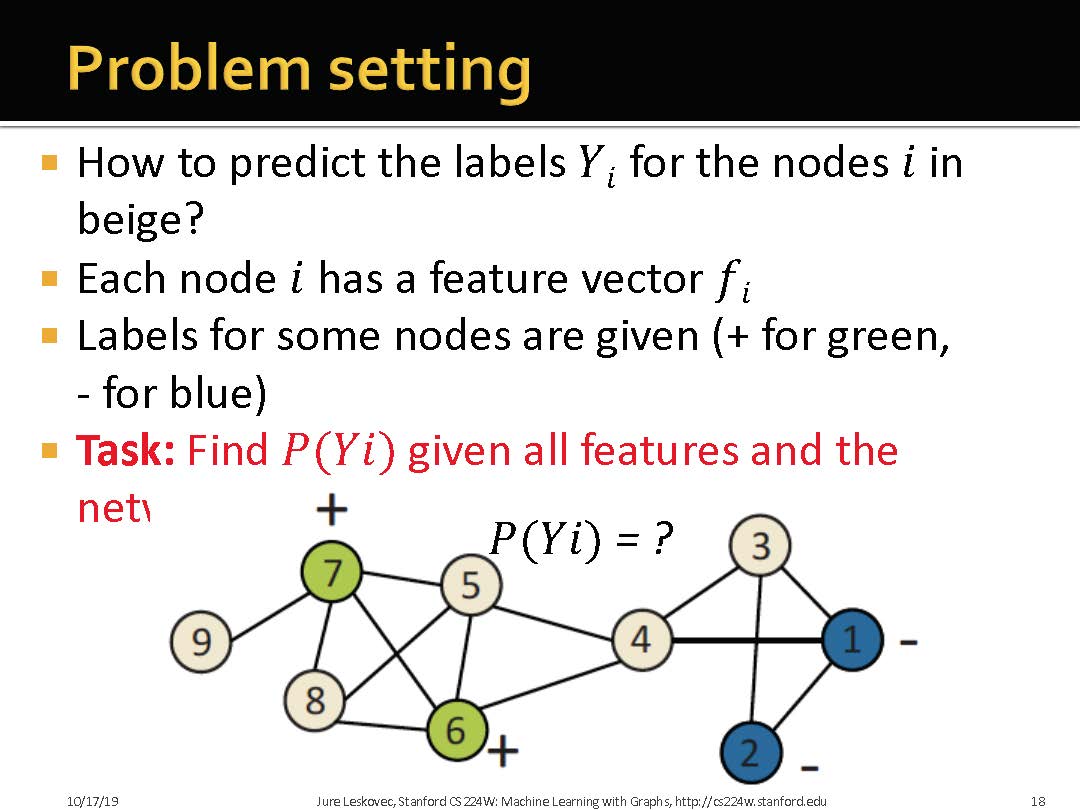 Problem setting
How to predict the labels Y_i for the nodes i in
beige?
Each node i has a feature vector f_i
Labels for some nodes are given (+ for green,
- for blue)
Task: Find P(Yi) given all features and the
+
P(Yi) = ?
3
7
5
9
4
1 -
8
6 +
2 -
10/17/19
Jure Leskovec, Stanford CS224W: Machine Learning with Graphs, http://cs224w.stanford.edu
18